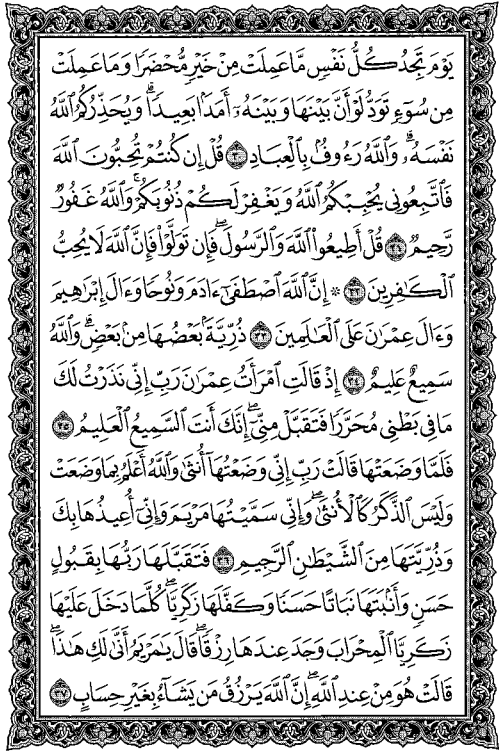 يَوْمَ تَجِدُ كُلُّ نَفْسٍ مَّا عَمِلَتْ مِنْ خَيْرٍ مُّحْضَرًا وَمَا عَمِلَتْ
مِن سُوٓءٍ تَوَدُّ لَوْ أَنَّ بَيْنَهَا وَبَيْنَهُۥٓ أَمَدًۢا بَعِيدًا ۗ وَيُحَذِّرُكُمُ ٱللَّهُ
نَفْسَهُۥ ۗ وَٱللَّهُ رَءُوفٌۢ بِٱلْعِبَادِ ٣٠ قُلْ إِن كُنتُمْ تُحِبُّونَ ٱللَّهَ
فَٱتَّبِعُونِى يُحْبِبْكُمُ ٱللَّهُ وَيَغْفِرْ لَكُمْ ذُنُوبَكُمْ ۗ وَٱللَّهُ غَفُورٌ
رَّحِيمٌ ٣١ قُلْ أَطِيعُوا۟ ٱللَّهَ وَٱلرَّسُولَ ۖ فَإِن تَوَلَّوْا۟ فَإِنَّ ٱللَّهَ لَا يُحِبُّ
ٱلْكَـٰفِرِينَ ٣٢ ۞ إِنَّ ٱللَّهَ ٱصْطَفَىٰٓ ءَادَمَ وَنُوحًا وَءَالَ إِبْرَٰهِيمَ
وَءَالَ عِمْرَٰنَ عَلَى ٱلْعَـٰلَمِينَ ٣٣ ذُرِّيَّةًۢ بَعْضُهَا مِنۢ بَعْضٍ ۗ وَٱللَّهُ
سَمِيعٌ عَلِيمٌ ٣٤ إِذْ قَالَتِ ٱمْرَأَتُ عِمْرَٰنَ رَبِّ إِنِّى نَذَرْتُ لَكَ
مَا فِى بَطْنِى مُحَرَّرًا فَتَقَبَّلْ مِنِّىٓ ۖ إِنَّكَ أَنتَ ٱلسَّمِيعُ ٱلْعَلِيمُ ٣٥
فَلَمَّا وَضَعَتْهَا قَالَتْ رَبِّ إِنِّى وَضَعْتُهَآ أُنثَىٰ وَٱللَّهُ أَعْلَمُ بِمَا وَضَعَتْ
وَلَيْسَ ٱلذَّكَرُ كَٱلْأُنثَىٰ ۖ وَإِنِّى سَمَّيْتُهَا مَرْيَمَ وَإِنِّىٓ أُعِيذُهَا بِكَ
وَذُرِّيَّتَهَا مِنَ ٱلشَّيْطَـٰنِ ٱلرَّجِيمِ ٣٦ فَتَقَبَّلَهَا رَبُّهَا بِقَبُولٍ
حَسَنٍ وَأَنۢبَتَهَا نَبَاتًا حَسَنًا وَكَفَّلَهَا زَكَرِيَّا ۖ كُلَّمَا دَخَلَ عَلَيْهَا
زَكَرِيَّا ٱلْمِحْرَابَ وَجَدَ عِندَهَا رِزْقًا ۖ قَالَ يَـٰمَرْيَمُ أَنَّىٰ لَكِ هَـٰذَا ۖ
قَالَتْ هُوَ مِنْ عِندِ ٱللَّهِ ۖ إِنَّ ٱللَّهَ يَرْزُقُ مَن يَشَآءُ بِغَيْرِ حِسَابٍ ٣٧